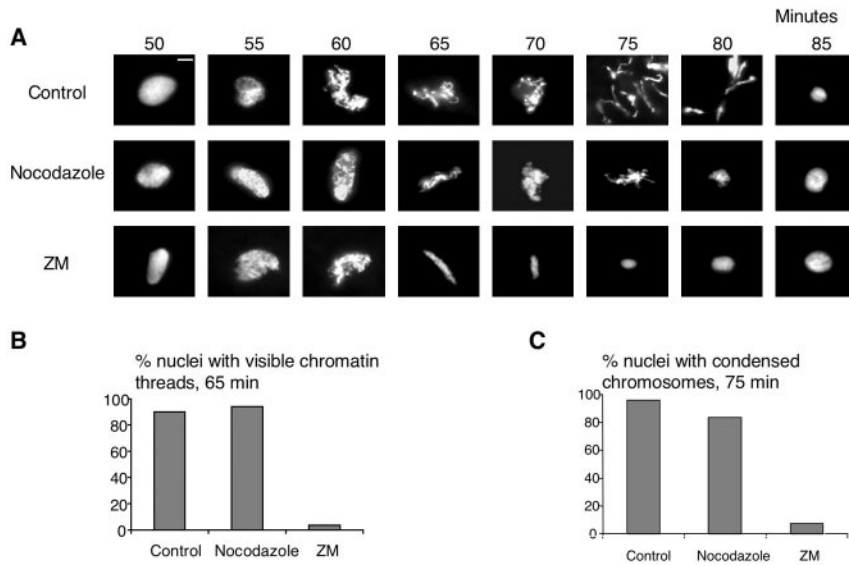 Minutes
A
50 55 60 65 70 75 80 85
Control
Nocodazole
ZM
B
% nuclei with visible chromatin
threads, 65 min
100
80
60
40
20
0
Control Nocodazole ZM
C
% nuclei with condensed
chromosomes, 75 min
100
80
60
40
20
0
Control Nocodazole ZM